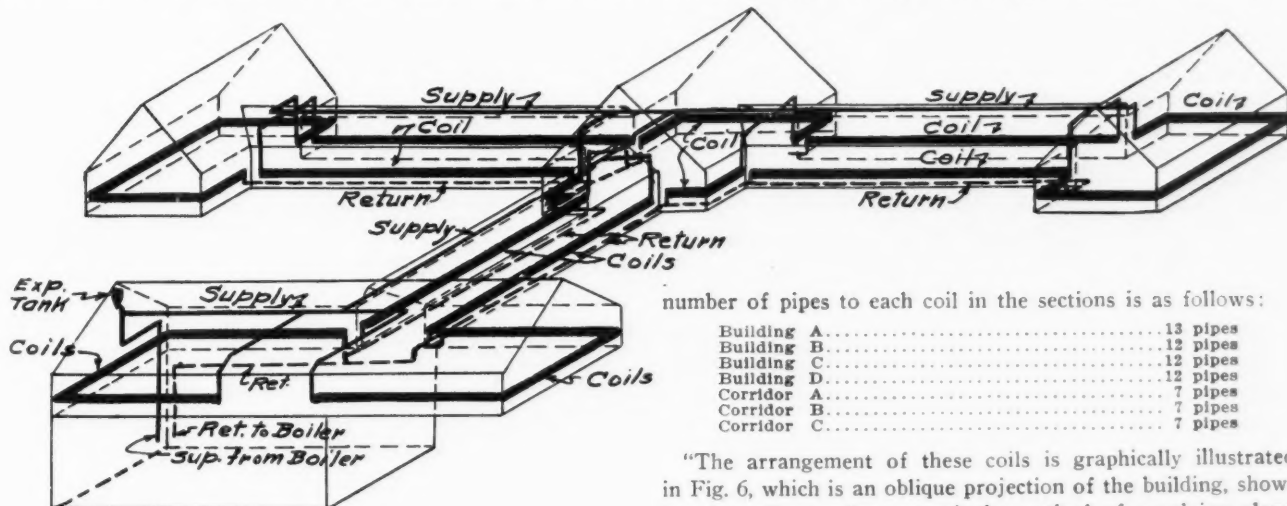 Supply
Coil
Supply
Coil
Coil
Coil
Coil
Return
Return
Supply
Return
Coils
Exp.
Tank
Supply
Coils
Ret.
Coils
Ret. to Boiler
Sup. from Boiler
number of pipes to each coil in the sections is as follows:
Building A..............................13 pipes
Building B..............................12 pipes
Building C..............................12 pipes
Building D..............................12 pipes
Corridor A.............................. 7 pipes
Corridor B.............................. 7 pipes
Corridor C.............................. 7 pipes
"The arrangement of these coils is graphically illustrated
in Fig. 6, which is an oblique projection of the building, show-